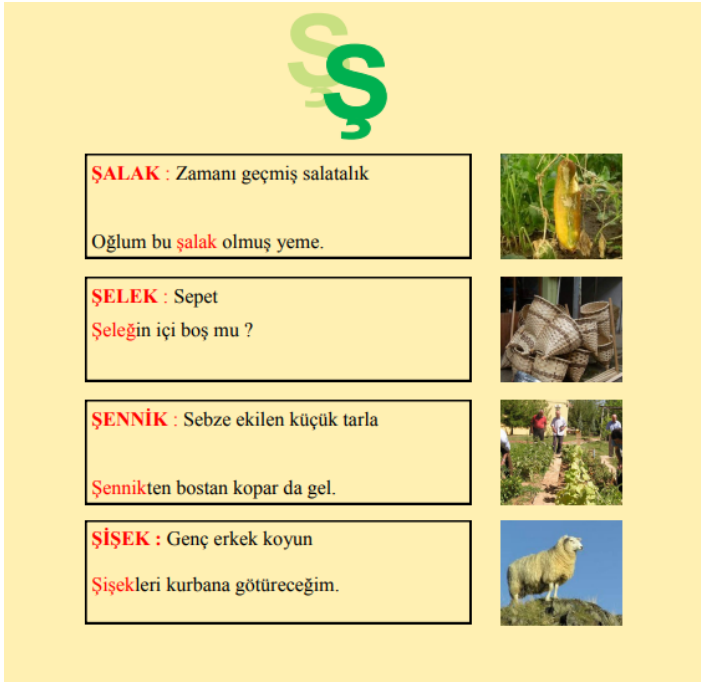 Ş
Ş
ŞALAK : Zamanı geçmiş salatalık
Oğlum bu şalak olmuş yeme.
ŞELEK : Sepet
Şeleğin içi boş mu ?
ŞENNİK : Sebze ekilen küçük tarla
Şennikten bostan kopar da gel.
ŞİŞEK : Genç erkek koyun
Şişekleri kurbana götüreceğim.